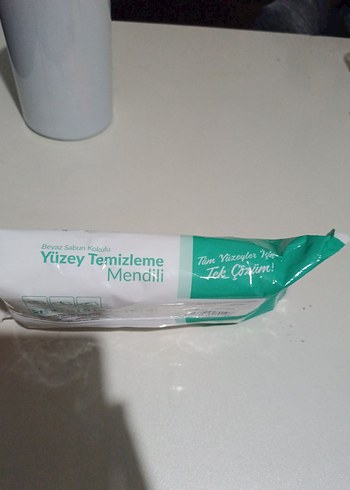 Beyaz Sabun Kokulu
Yüzey Temizleme
Mendili
Tüm Yüzeyler İçin
Tek Çözüm!